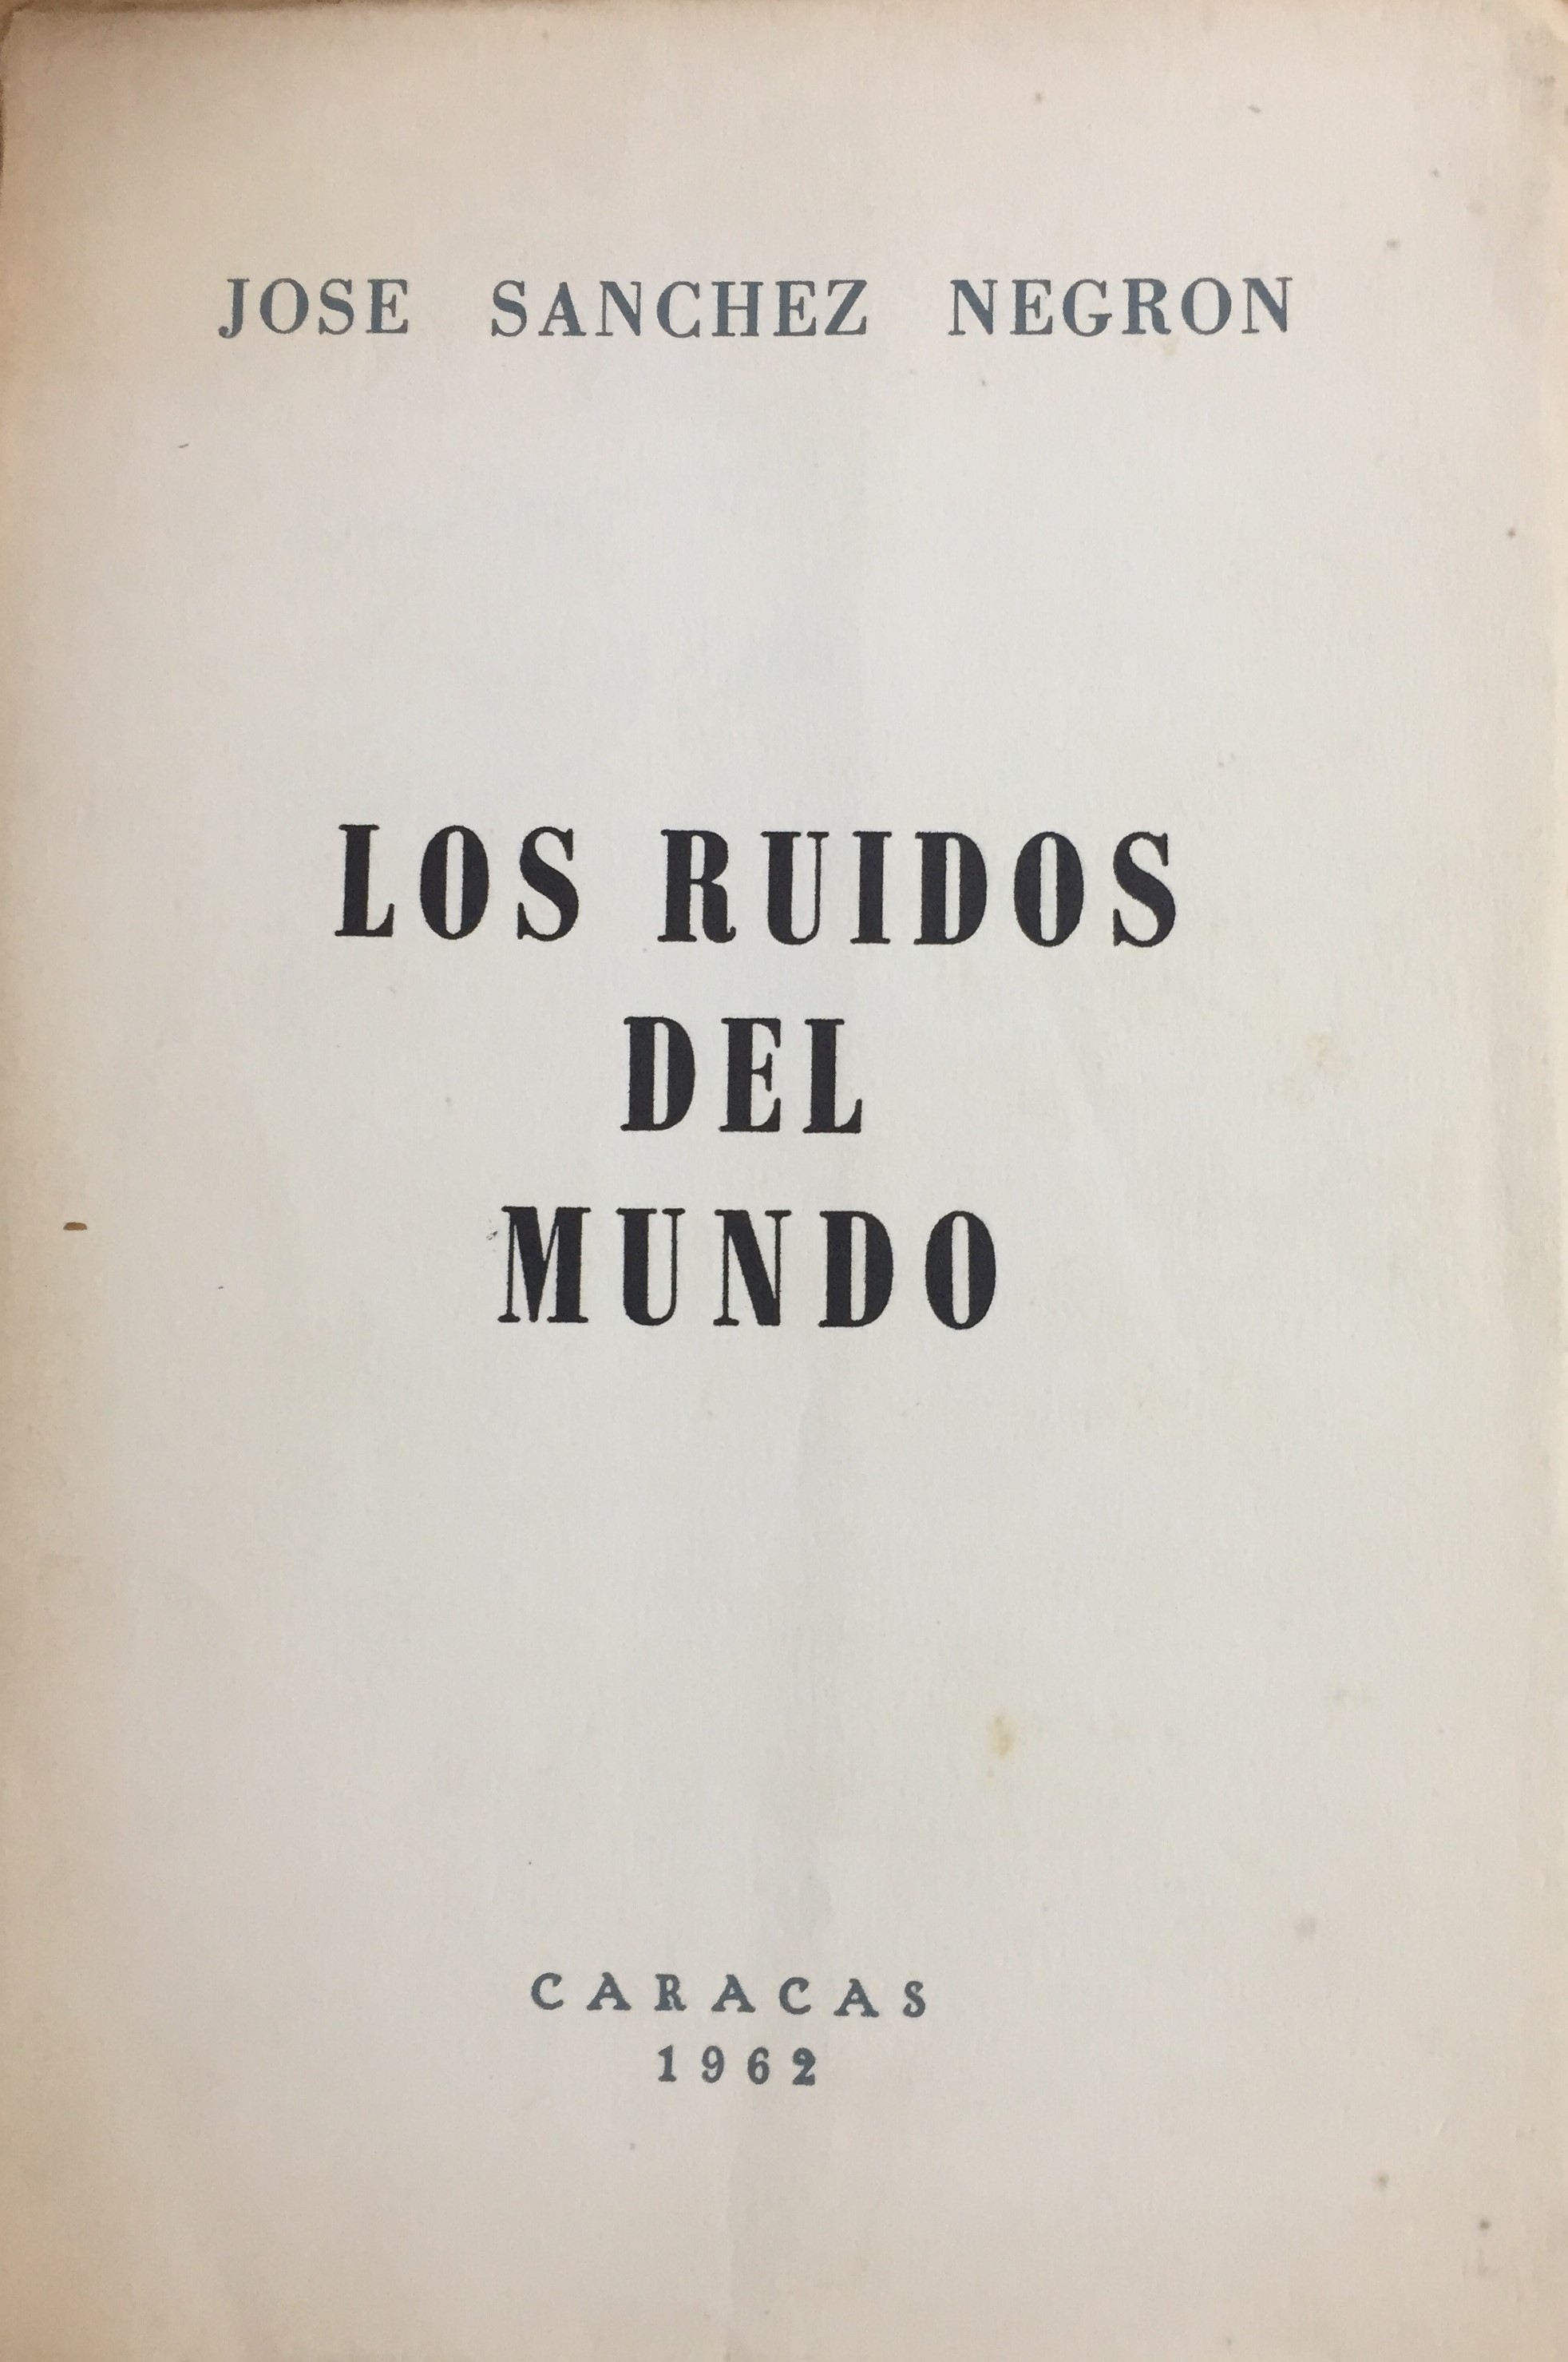 JOSE SANCHEZ NEGRON
LOS RUIDOS
DEL
MUNDO
CARACAS
1962